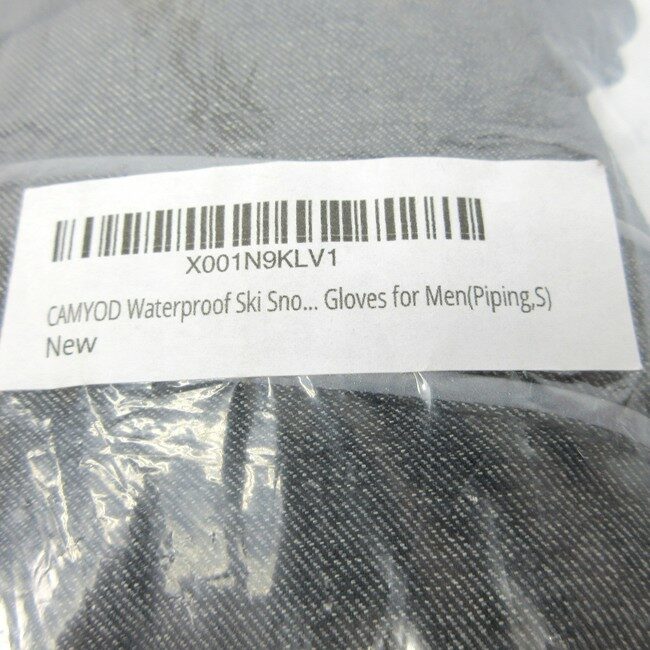 X001N9KLV1
CAMYOD Waterproof Ski Sno... Gloves for Men(Piping,S)
New